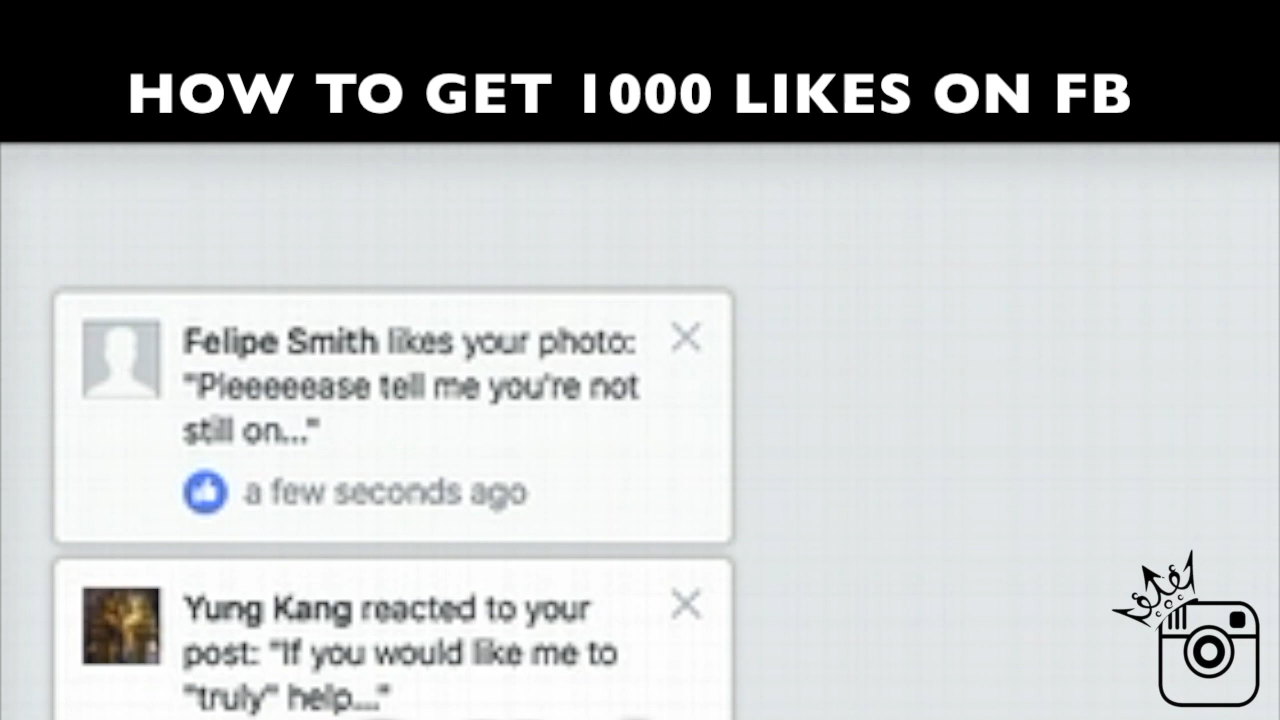 HOW TO GET 1000 LIKES ON FB
Felipe Smith likes your photo:
"Pleeeeease tell me you're not
still on..."
a few seconds ago
Yung Kang reacted to your
post: "If you would like me to
"truly" help..."